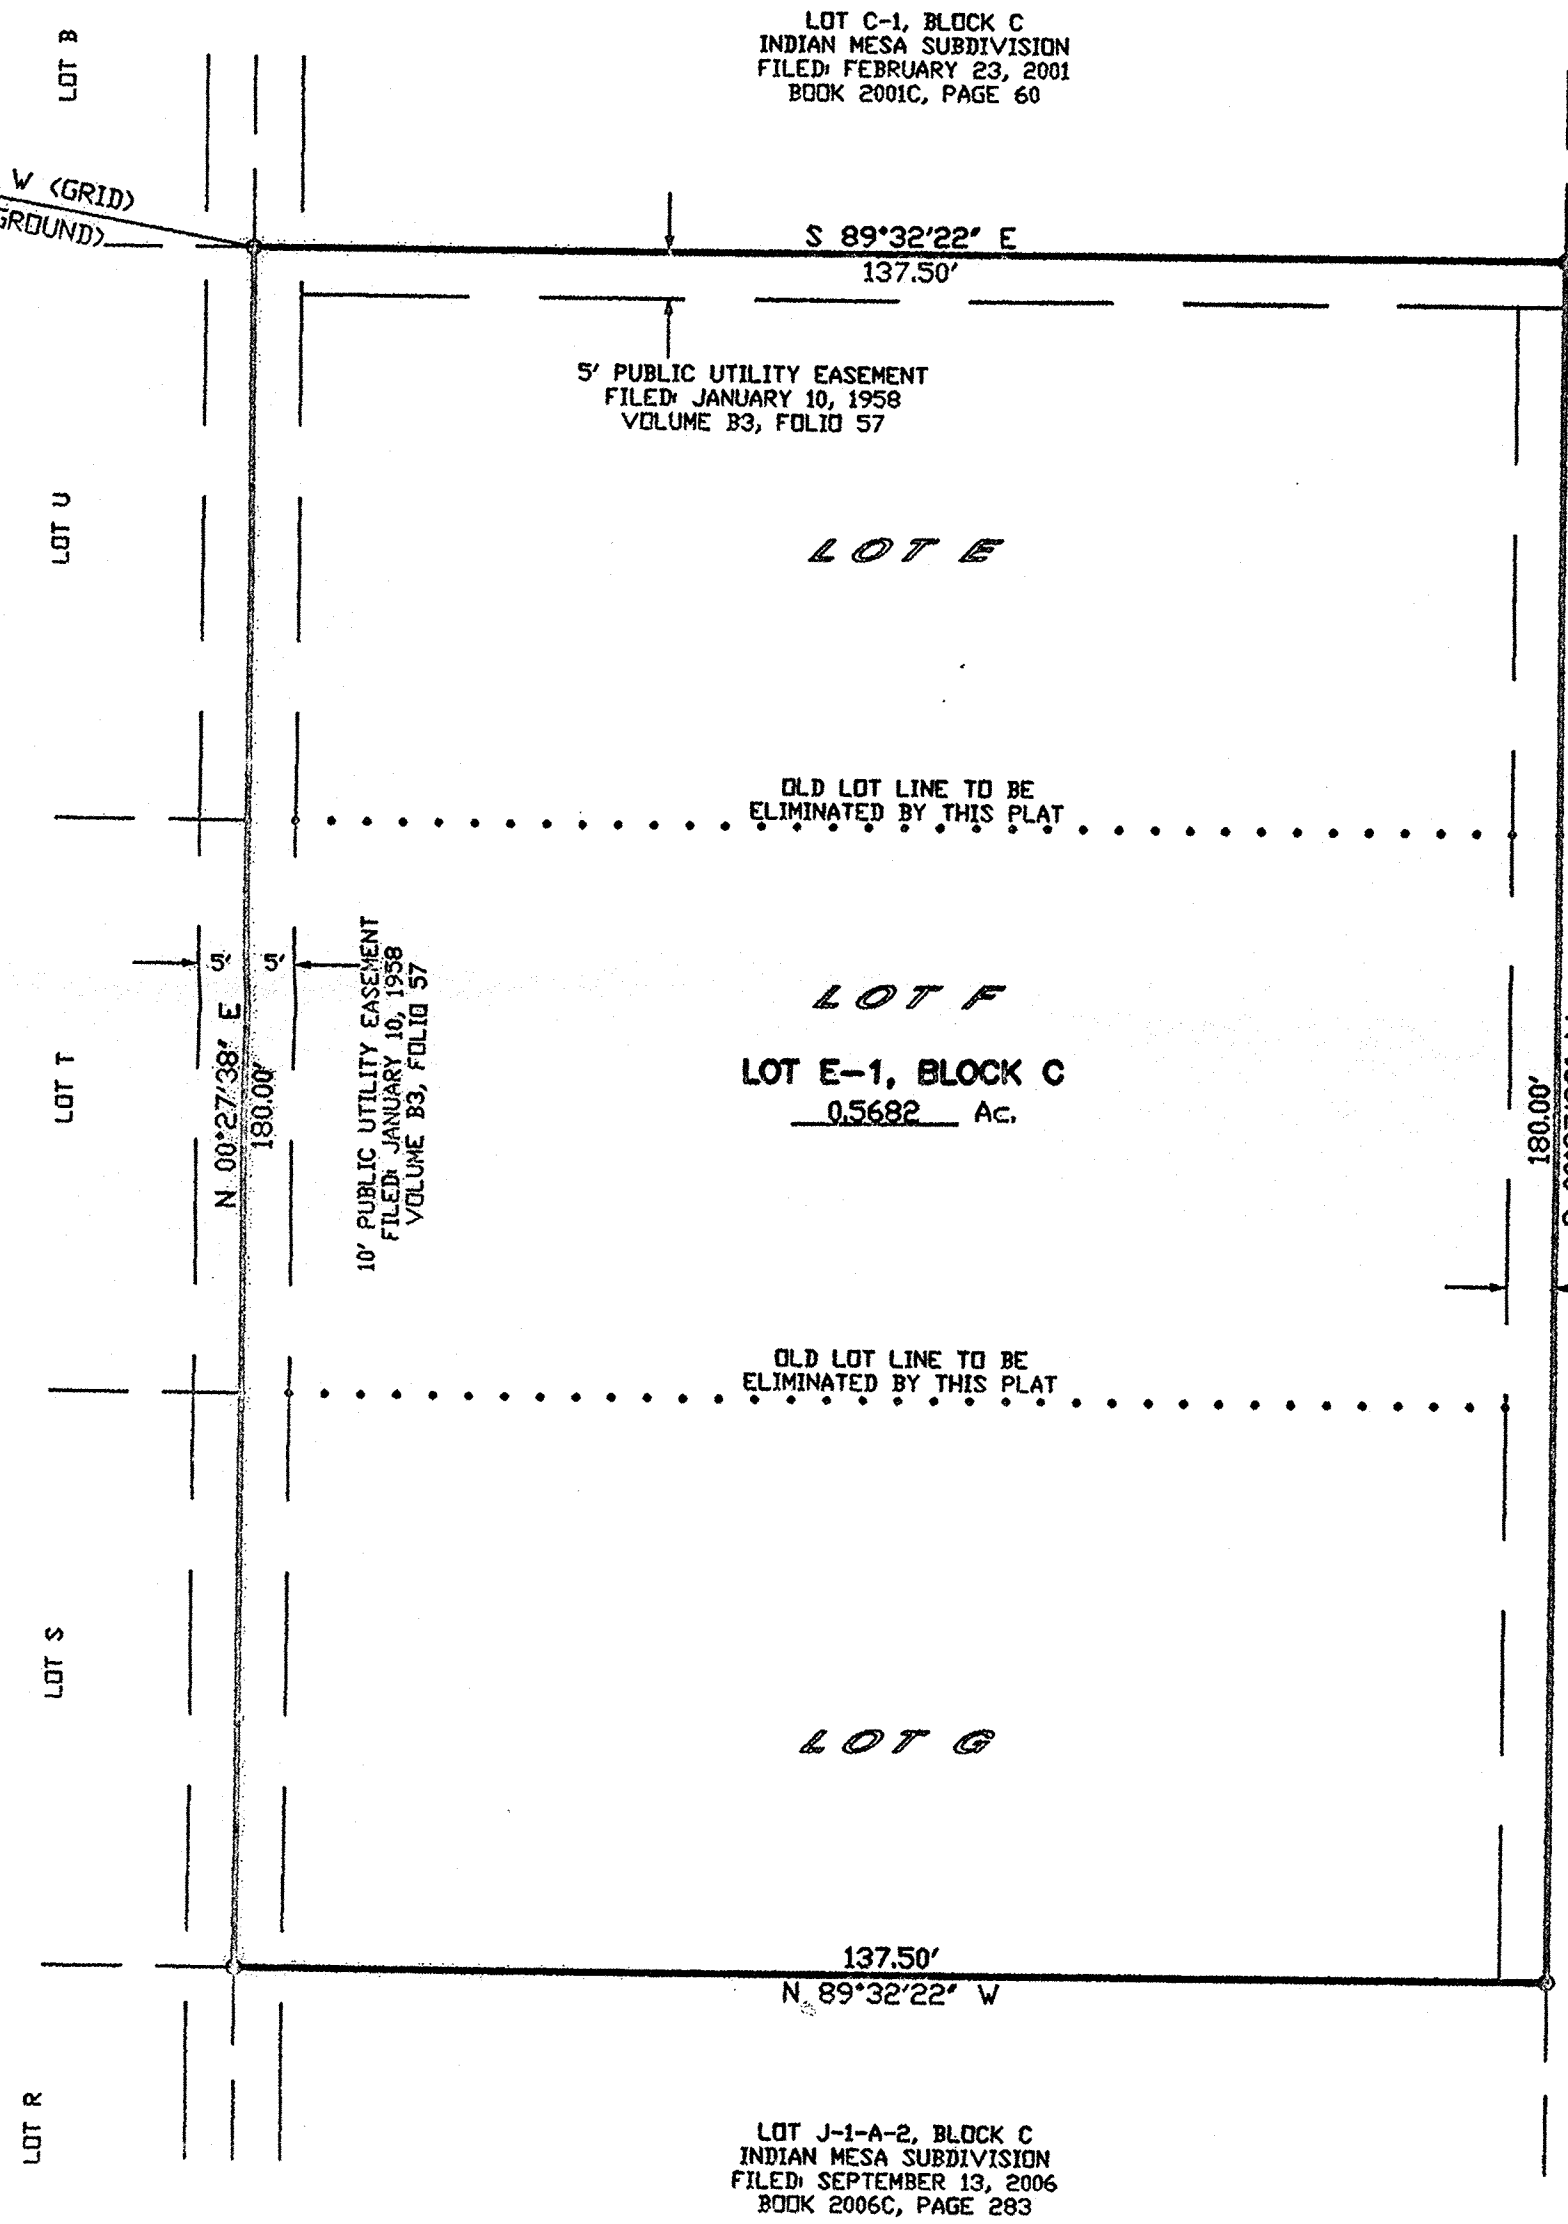 LOT C-1, BLOCK C
INDIAN MESA SUBDIVISION
FILED: FEBRUARY 23, 2001
BOOK 2001C, PAGE 60
LOT B
W (GRID)
GROUND)
S 89°32'22" E
137.50'
5' PUBLIC UTILITY EASEMENT
FILED: JANUARY 10, 1958
VOLUME B3, FOLIO 57
LOT U
LOT E
OLD LOT LINE TO BE
ELIMINATED BY THIS PLAT
5'
5'
10' PUBLIC UTILITY EASEMENT
FILED: JANUARY 10, 1958
VOLUME B3, FOLIO 57
N 00°27'38" E
180.00'
LOT T
LOT F
LOT E-1, BLOCK C
0.5682 Ac.
180.00'
OLD LOT LINE TO BE
ELIMINATED BY THIS PLAT
LOT S
LOT G
137.50'
N 89°32'22" W
LOT R
LOT J-1-A-2, BLOCK C
INDIAN MESA SUBDIVISION
FILED: SEPTEMBER 13, 2006
BOOK 2006C, PAGE 283